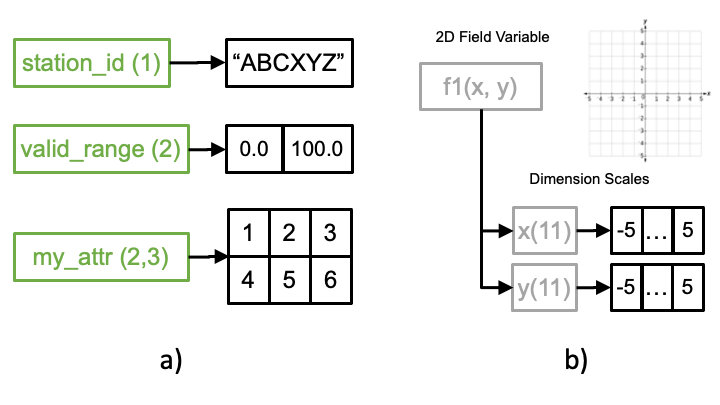 station_id (1)
“ABCXYZ”
valid_range (2)
0.0
100.0
my_attr (2,3)
1 2 3
4 5 6
a)
2D Field Variable
f1(x, y)
y
x
Dimension Scales
x(11)
-5 ... 5
y(11)
-5 ... 5
b)